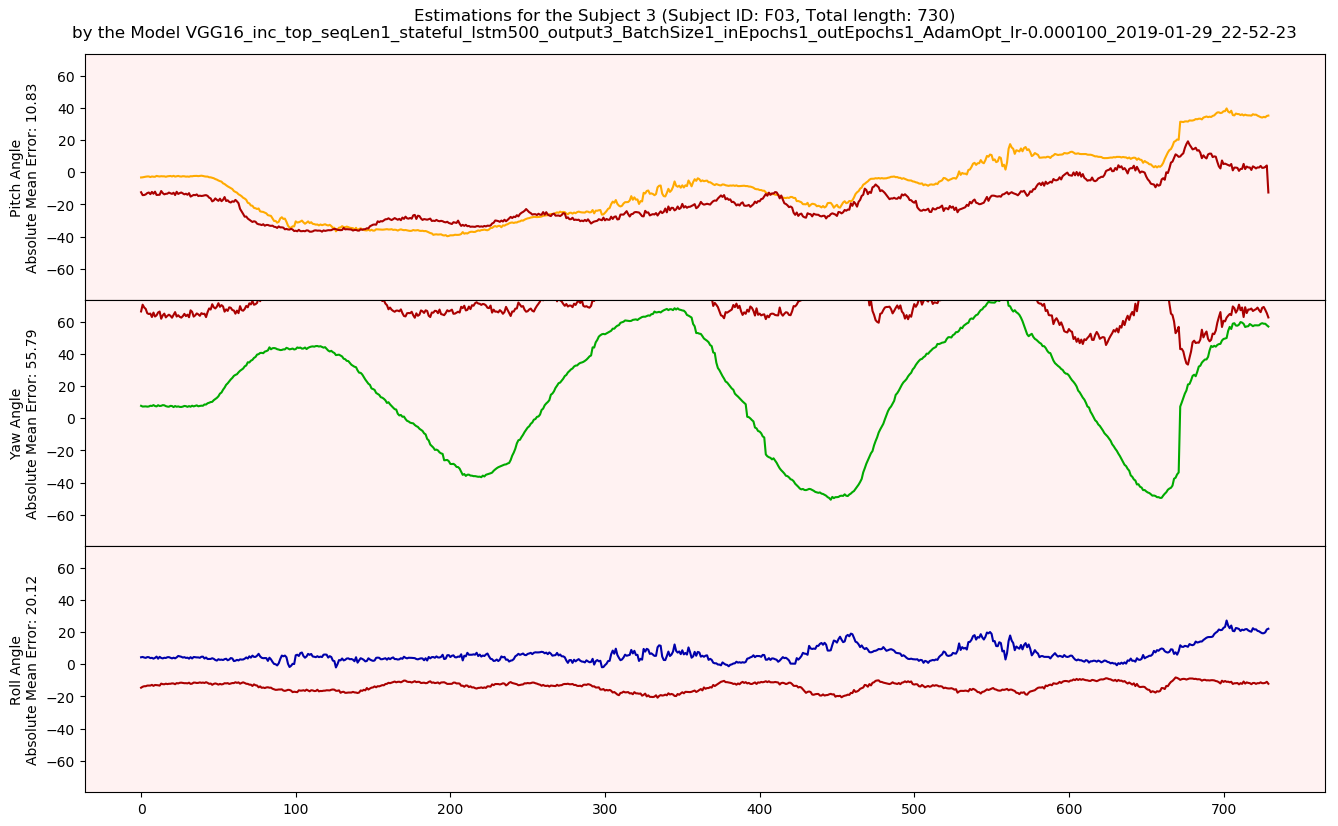 Estimations for the Subject 3 (Subject ID: F03, Total length: 730)
by the Model VGG16_inc_top_seqLen1_stateful_lstm500_output3_BatchSize1_inEpochs1_outEpochs1_AdamOpt_lr-0.000100_2019-01-29_22-52-23
Pitch Angle
Absolute Mean Error: 10.83
60
40
20
0
−20
−40
−60
Yaw Angle
Absolute Mean Error: 55.79
60
40
20
0
−20
−40
−60
Roll Angle
Absolute Mean Error: 20.12
60
40
20
0
−20
−40
−60
0 100 200 300 400 500 600 700